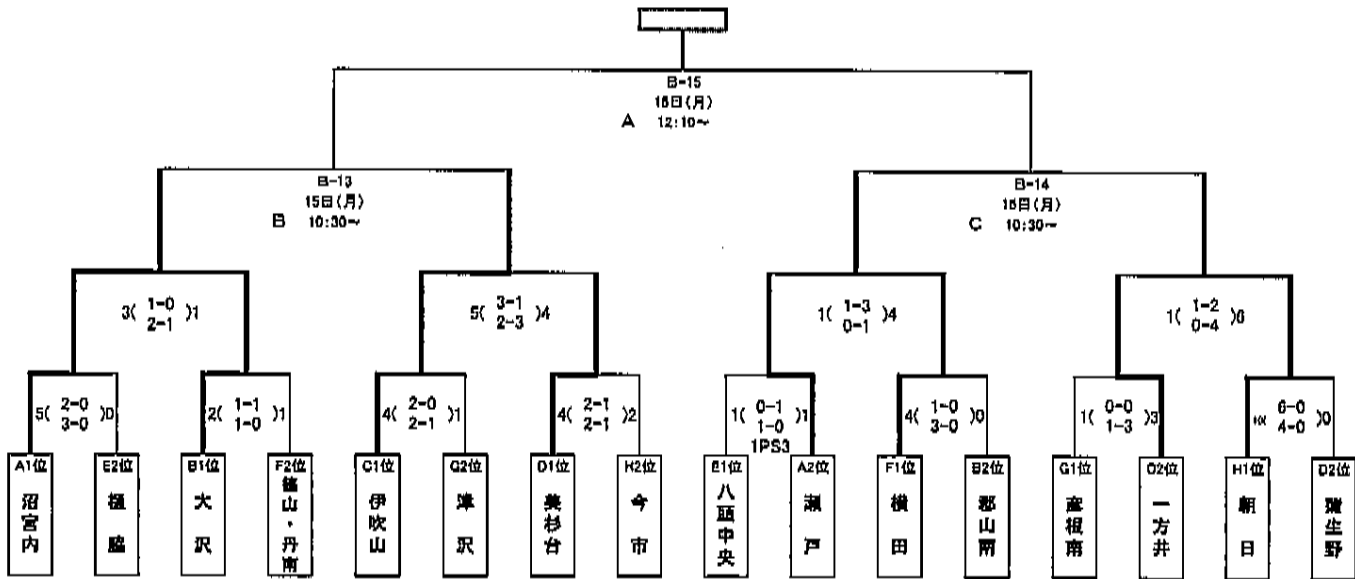 B-15
15日(月)
A 12:10～
B-13
15日(月)
B 10:30～
B-14
15日(月)
C 10:30～
3( 1-0 2-1 )1
5( 3-1 2-3 )4
1( 1-3 0-1 )4
1( 1-2 0-4 )6
5( 2-0 3-0 )0
2( 1-1 1-0 )1
4( 2-0 2-1 )1
4( 2-1 2-1 )2
1( 0-1 1-0 )1
1PS3
4( 1-0 3-0 )0
1( 0-0 1-3 )3
( 6-0 4-0 )0
A1位 沼宮内
E2位 樋脇
B1位 大沢
F2位 篠山・丹南
C1位 伊吹山
G2位 津沢
D1位 美杉台
H2位 今市
E1位 八頭中央
A2位 瀬戸
F1位 横田
B2位 郡山南
G1位 彦根南
C2位 一方井
H1位 朝日
D2位 蒲生野